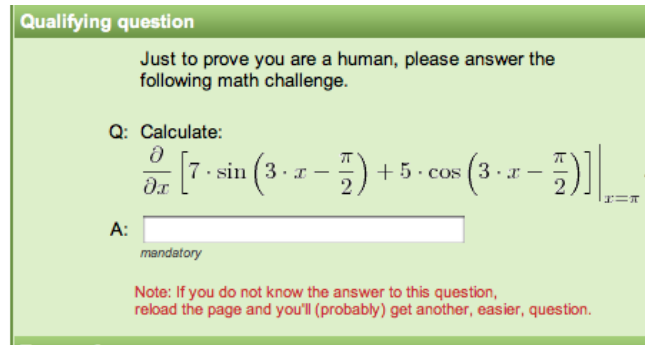 Qualifying question
Just to prove you are a human, please answer the
following math challenge.
Q: Calculate:
∂/∂x [7 · sin (3 · x − π/2) + 5 · cos (3 · x − π/2)]|x=π
A:
mandatory
Note: If you do not know the answer to this question,
reload the page and you'll (probably) get another, easier, question.